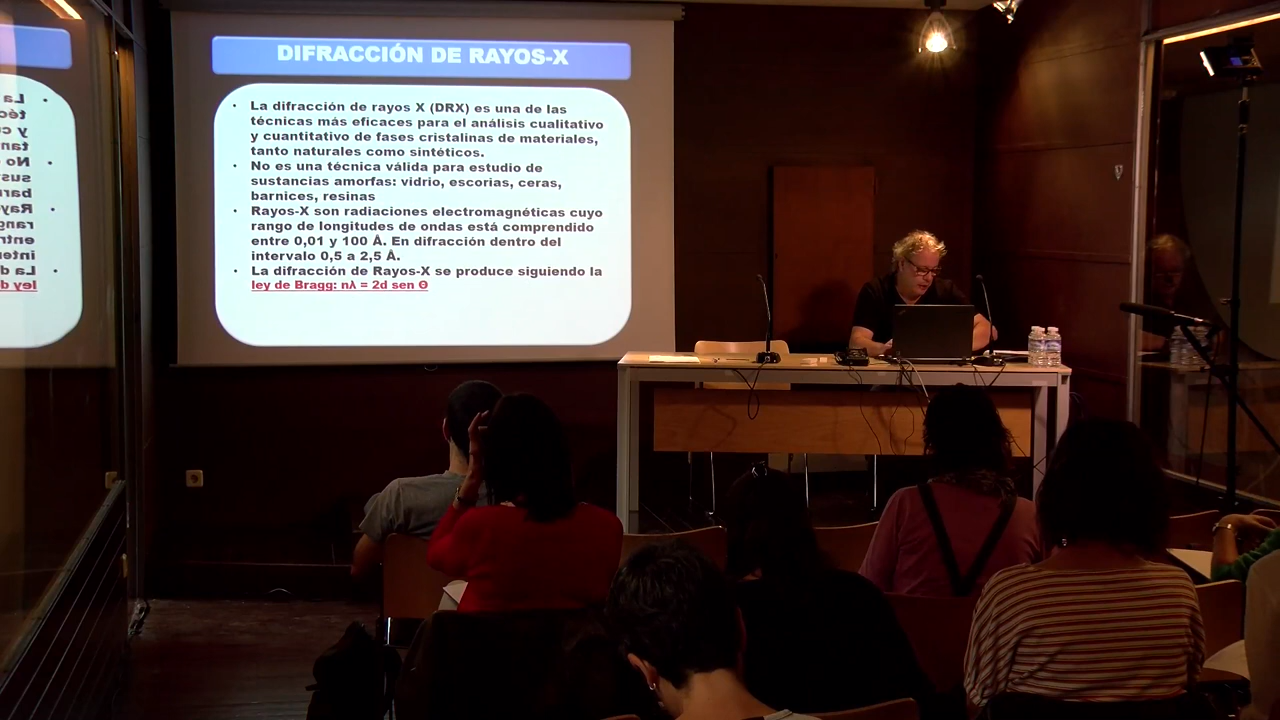 DIFRACCIÓN DE RAYOS-X
• La difracción de rayos X (DRX) es una de las
técnicas más eficaces para el análisis cualitativo
y cuantitativo de fases cristalinas de materiales,
tanto naturales como sintéticos.
• No es una técnica válida para estudio de
sustancias amorfas: vidrio, escorias, ceras,
barnices, resinas
• Rayos-X son radiaciones electromagnéticas cuyo
rango de longitudes de ondas está comprendido
entre 0,01 y 100 Å. En difracción dentro del
intervalo 0,5 a 2,5 Å.
• La difracción de Rayos-X se produce siguiendo la
ley de Bragg: nλ = 2d sen Θ